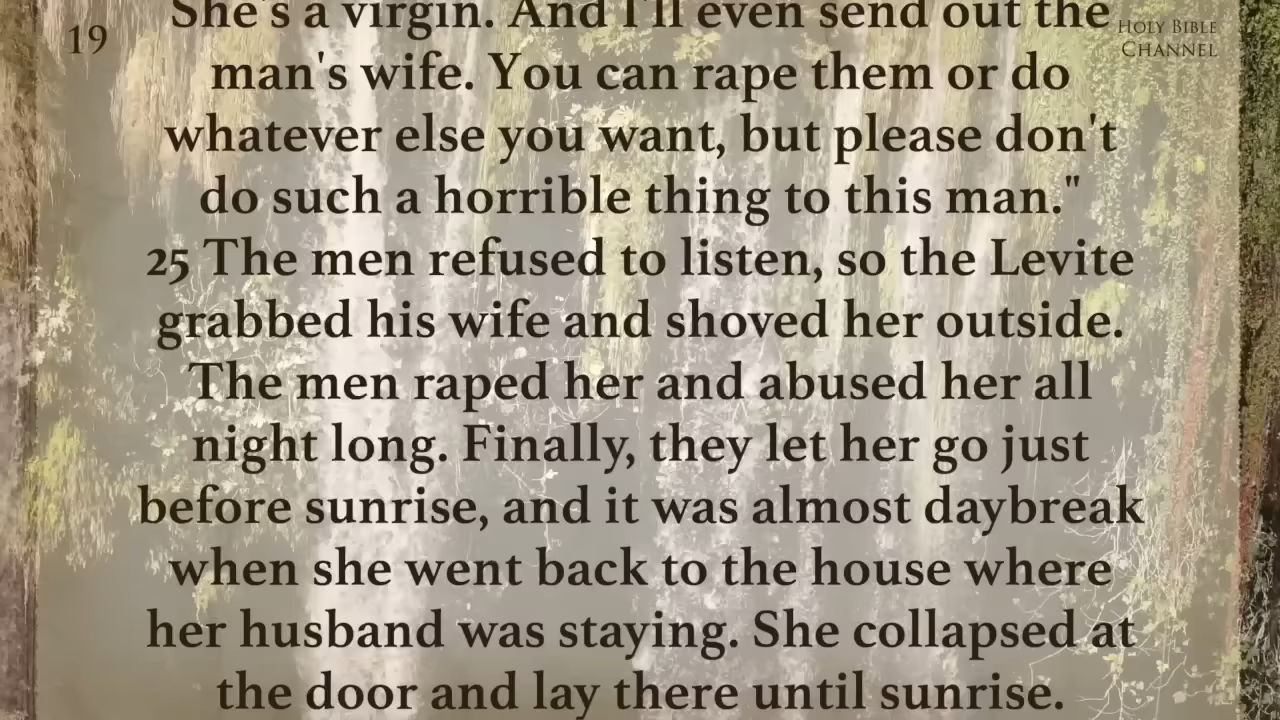 She's a virgin. And I'll even send out the
19
HOLY BIBLE
CHANNEL
man's wife. You can rape them or do
whatever else you want, but please don't
do such a horrible thing to this man."
25 The men refused to listen, so the Levite
grabbed his wife and shoved her outside.
The men raped her and abused her all
night long. Finally, they let her go just
before sunrise, and it was almost daybreak
when she went back to the house where
her husband was staying. She collapsed at
the door and lay there until sunrise.